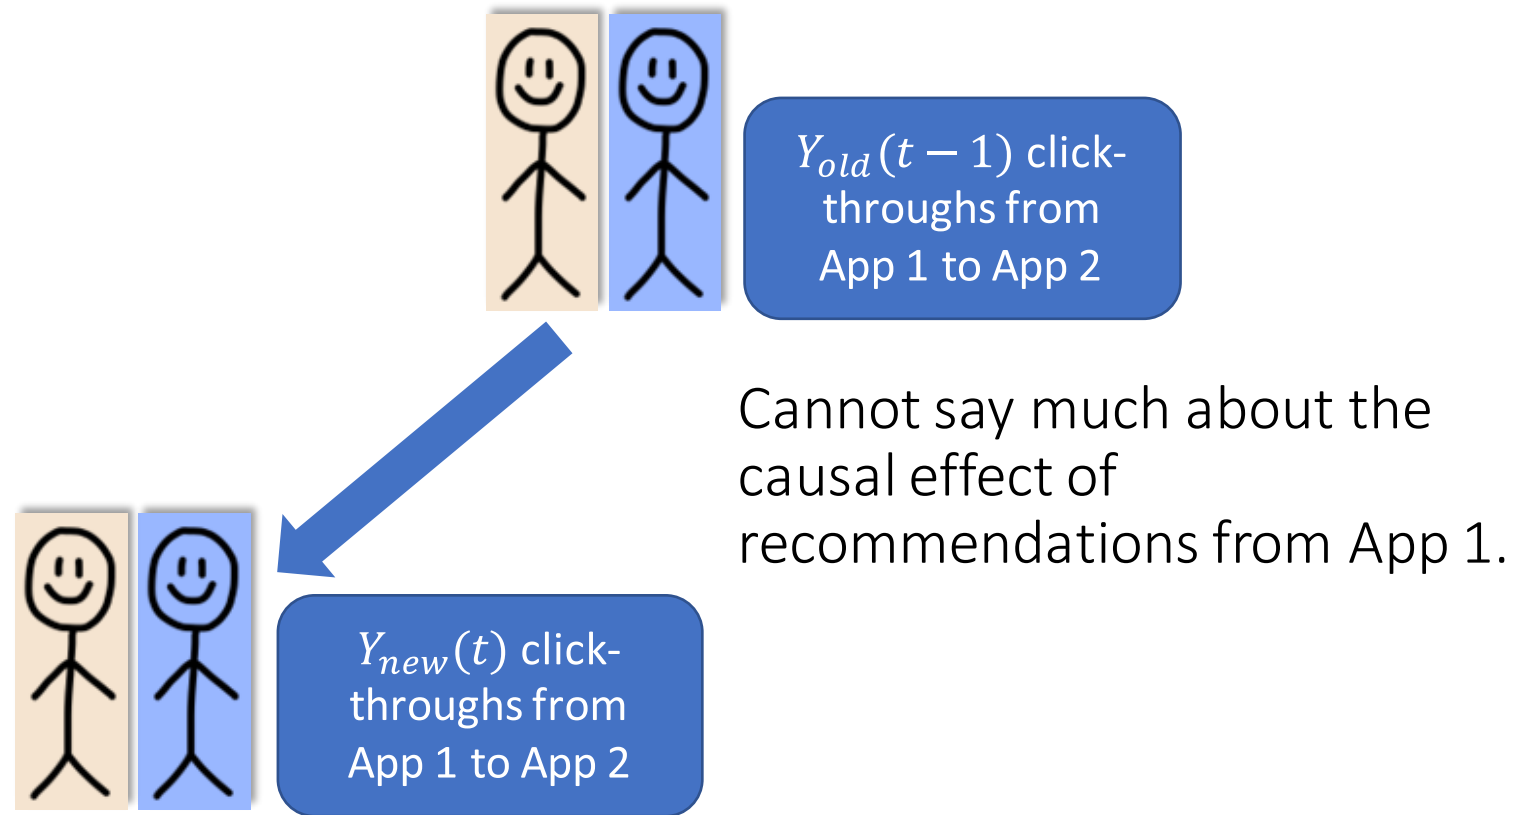 Y_old(t − 1) click-
throughs from
App 1 to App 2
Cannot say much about the
causal effect of
recommendations from App 1.
Y_new(t) click-
throughs from
App 1 to App 2